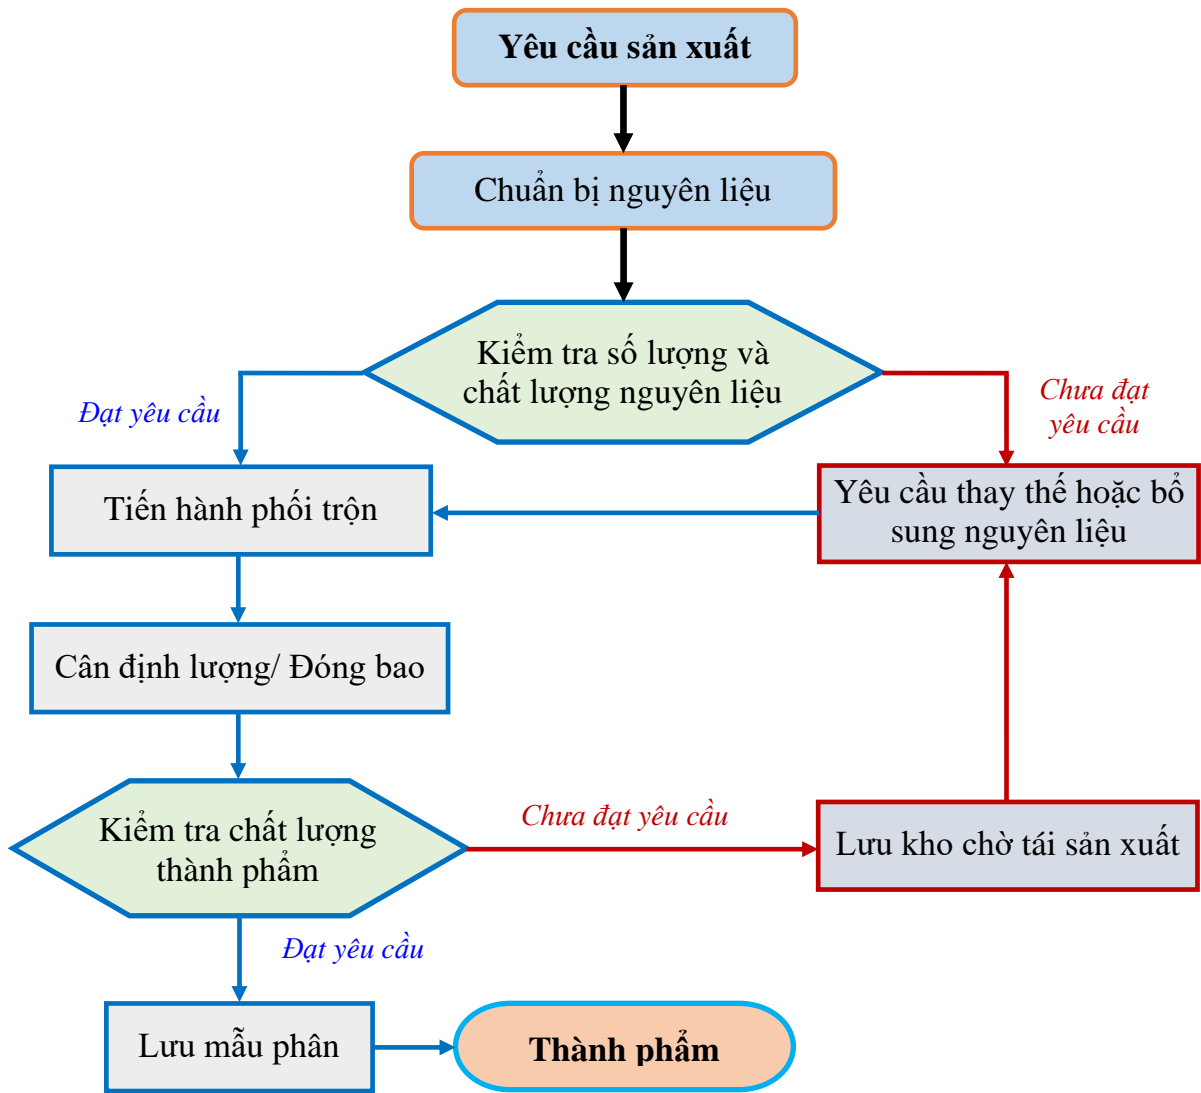 Yêu cầu sản xuất
Chuẩn bị nguyên liệu
Kiểm tra số lượng và
chất lượng nguyên liệu
Đạt yêu cầu
Chưa đạt
yêu cầu
Tiến hành phối trộn
Yêu cầu thay thế hoặc bổ
sung nguyên liệu
Cân định lượng/ Đóng bao
Kiểm tra chất lượng
thành phẩm
Chưa đạt yêu cầu
Lưu kho chờ tái sản xuất
Đạt yêu cầu
Lưu mẫu phân
Thành phẩm